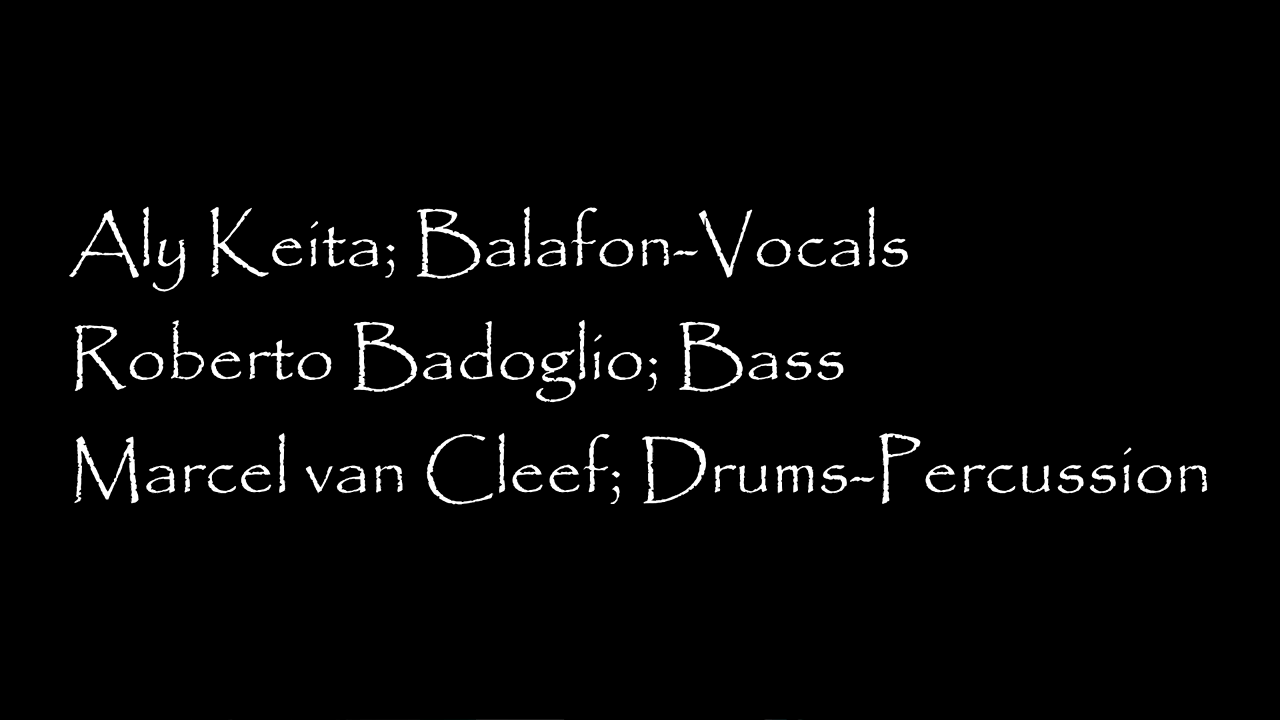 Aly Keita; Balafon-Vocals
Roberto Badoglio; Bass
Marcel van Cleef; Drums-Percussion